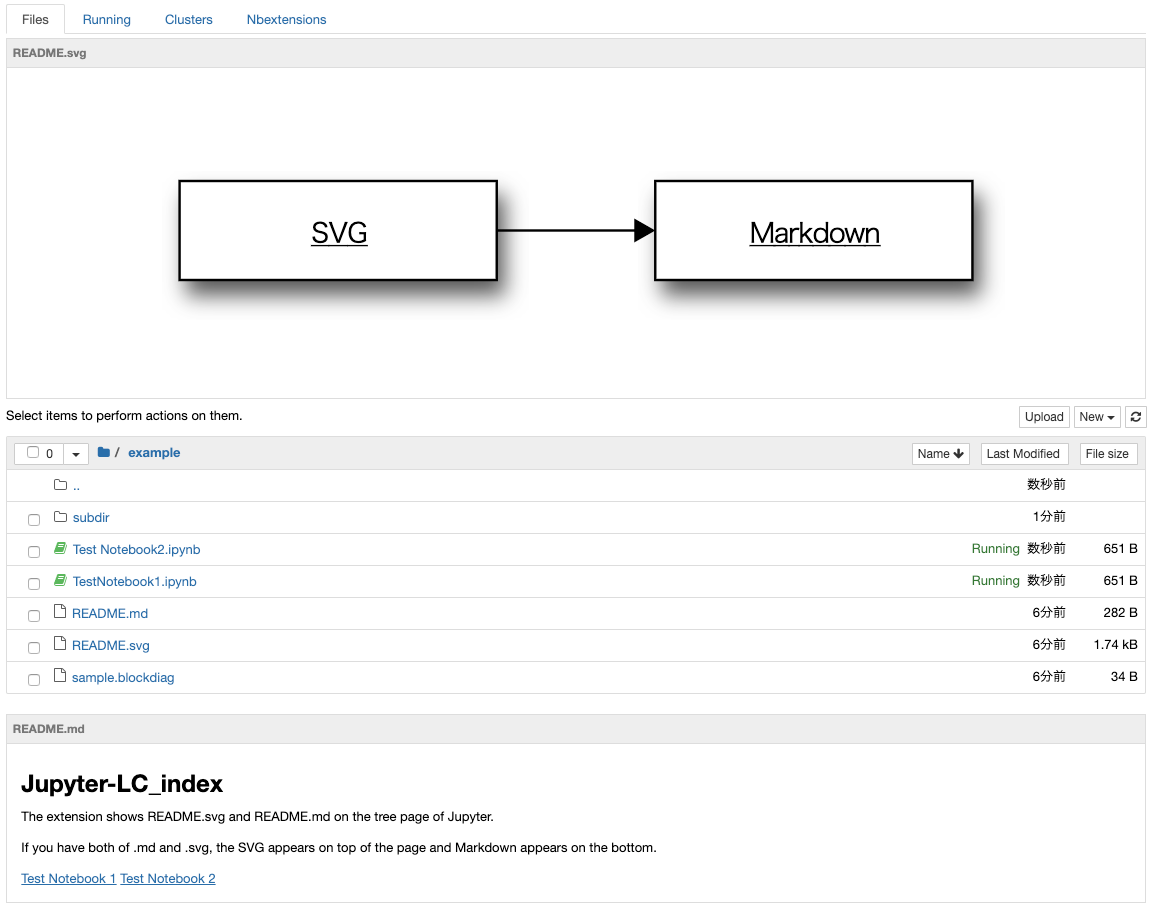 Files Running Clusters Nbextensions
README.svg
SVG Markdown
Select items to perform actions on them. Upload New
0 / example Name Last Modified File size
.. 数秒前
subdir 1分前
Test Notebook2.ipynb Running 数秒前 651 B
TestNotebook1.ipynb Running 数秒前 651 B
README.md 6分前 282 B
README.svg 6分前 1.74 kB
sample.blockdiag 6分前 34 B
README.md
Jupyter-LC_index
The extension shows README.svg and README.md on the tree page of Jupyter.
If you have both of .md and .svg, the SVG appears on top of the page and Markdown appears on the bottom.
Test Notebook 1 Test Notebook 2